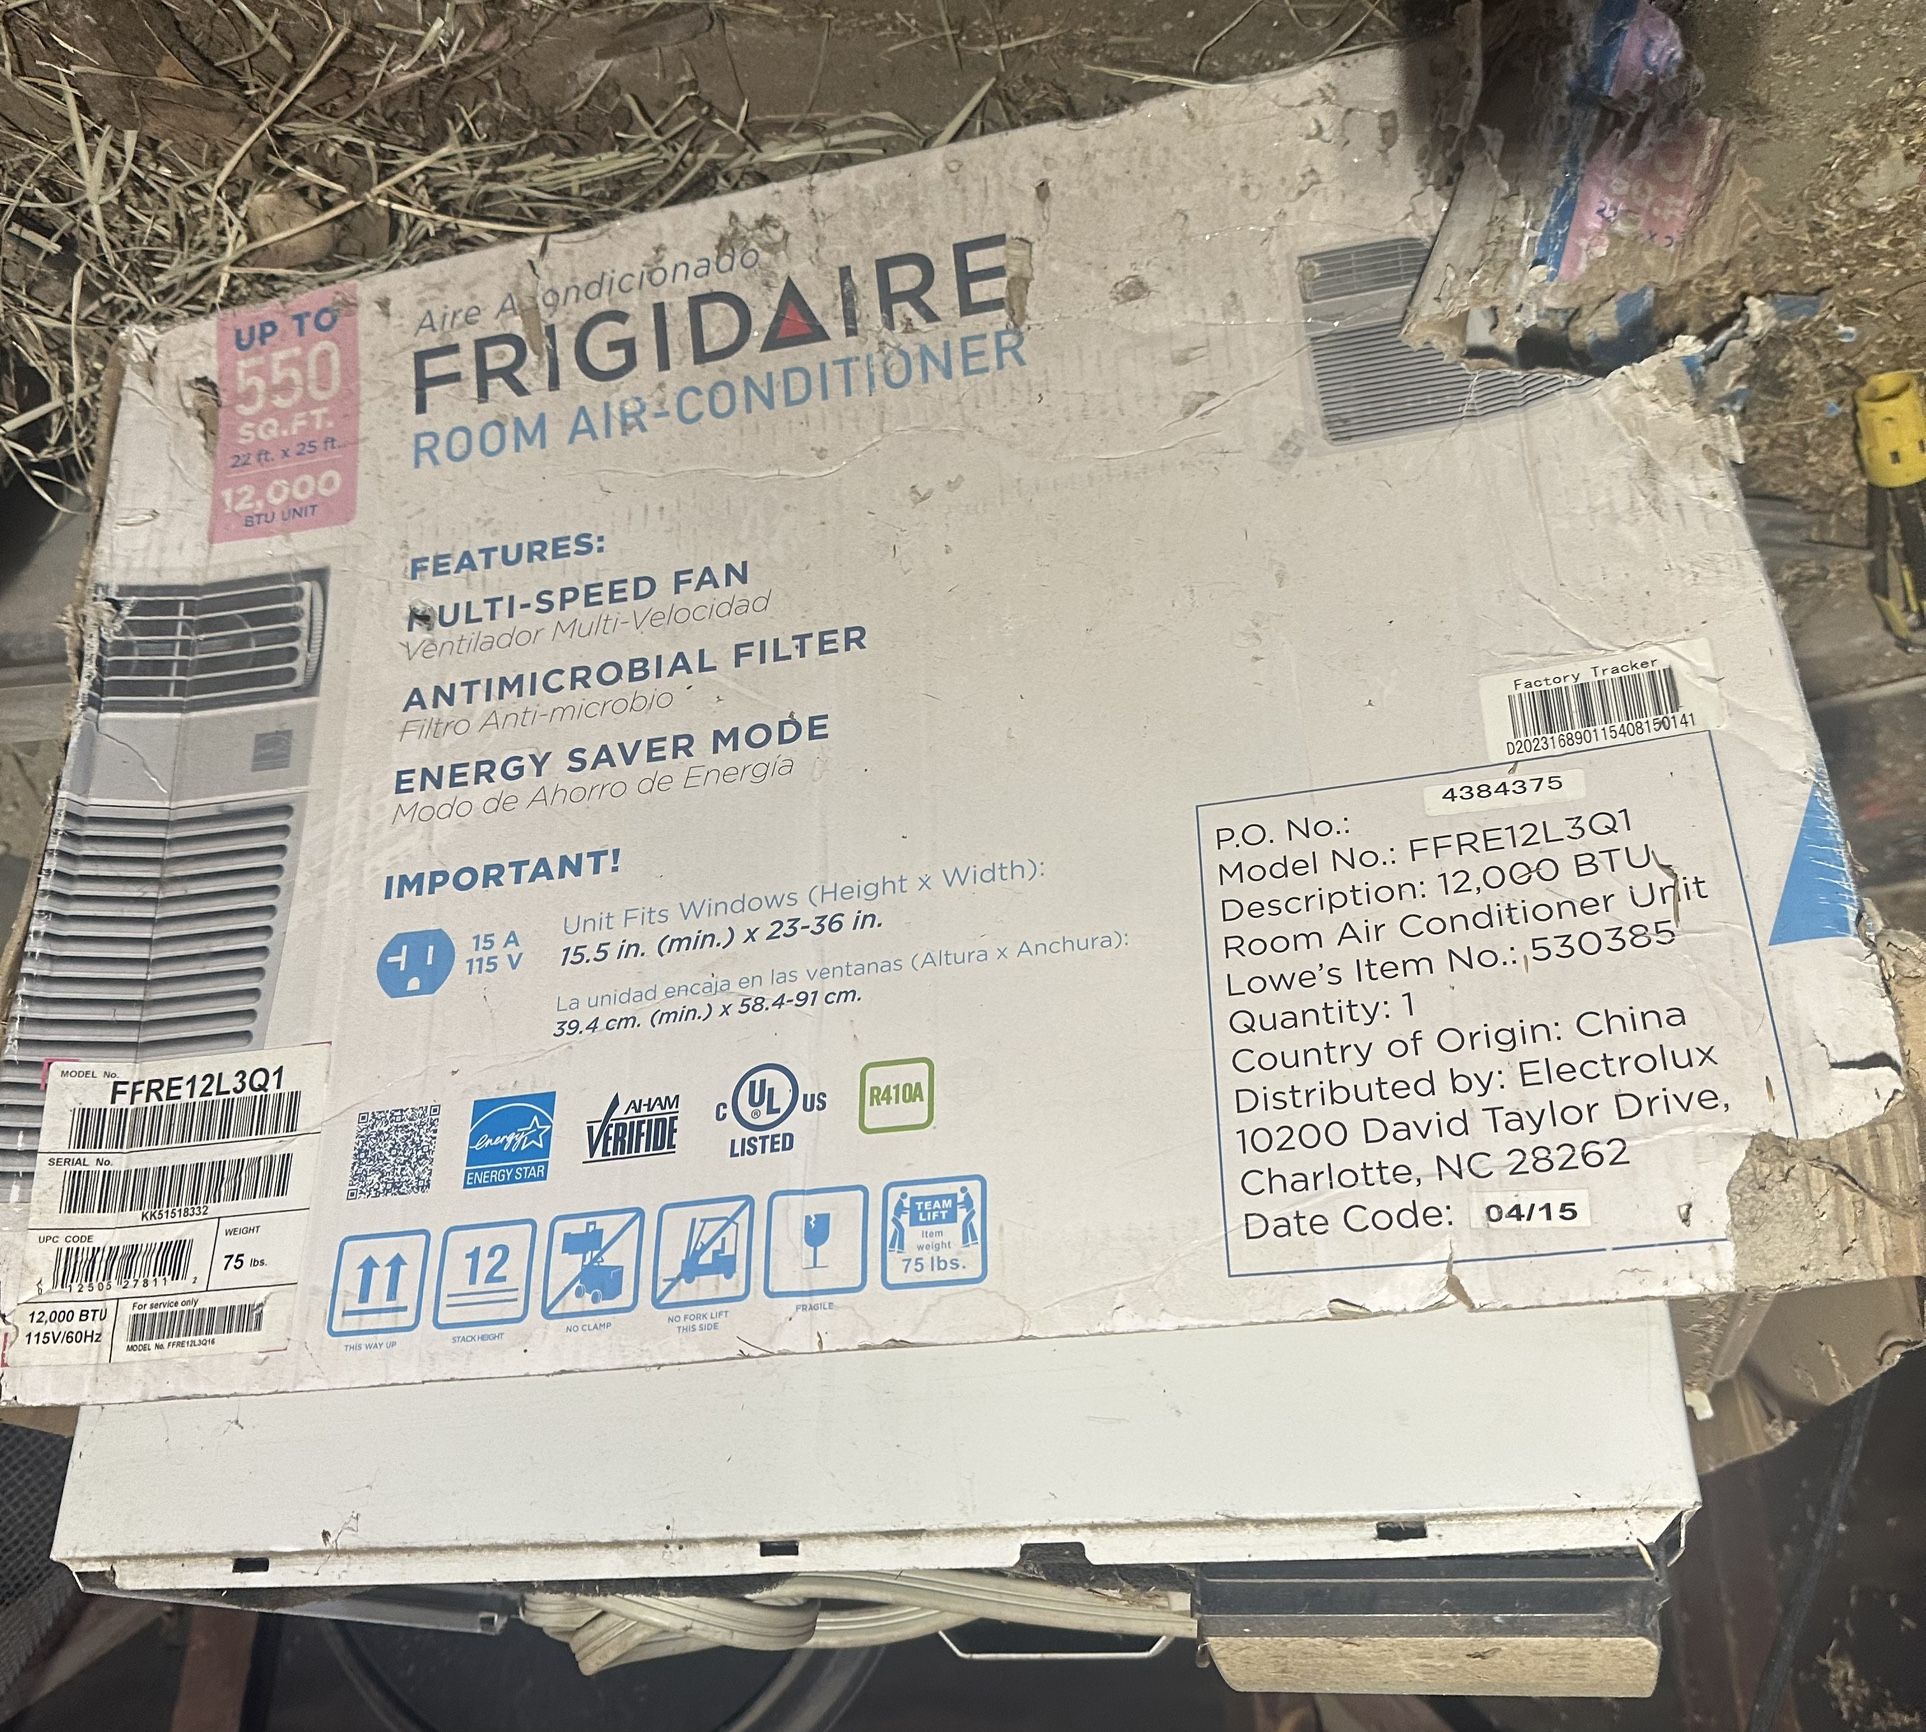 UP TO
550
SQ.FT.
22 ft. x 25 ft.
12,000
BTU UNIT
Aire Acondicionado
FRIGIDAIRE
ROOM AIR-CONDITIONER
FEATURES:
MULTI-SPEED FAN
Ventilador Multi-Velocidad
ANTIMICROBIAL FILTER
Filtro Anti-microbio
ENERGY SAVER MODE
Modo de Ahorro de Energía
IMPORTANT!
15 A
115 V
Unit Fits Windows (Height x Width):
15.5 in. (min.) x 23-36 in.
La unidad encaja en las ventanas (Altura x Anchura):
39.4 cm. (min.) x 58.4-91 cm.
Factory Tracker
D202316890115408150141
4384375
P.O. No.:
Model No.: FFRE12L3Q1
Description: 12,000 BTU
Room Air Conditioner Unit
Lowe's Item No.: 530385
Quantity: 1
Country of Origin: China
Distributed by: Electrolux
10200 David Taylor Drive,
Charlotte, NC 28262
Date Code: 04/15
MODEL No.
FFRE12L3Q1
SERIAL No.
KK51518332
UPC CODE
0 12505 27811 2
WEIGHT
75 lbs.
12,000 BTU
115V/60Hz
For service only
MODEL No. FFRE12L3Q16
energy
ENERGY STAR
AHAM
VERIFIDE
C UL US
®
LISTED
R410A
THIS WAY UP
12
STACK HEIGHT
NO CLAMP
NO FORK LIFT
THIS SIDE
FRAGILE
TEAM
LIFT
Item
weight
75 lbs.